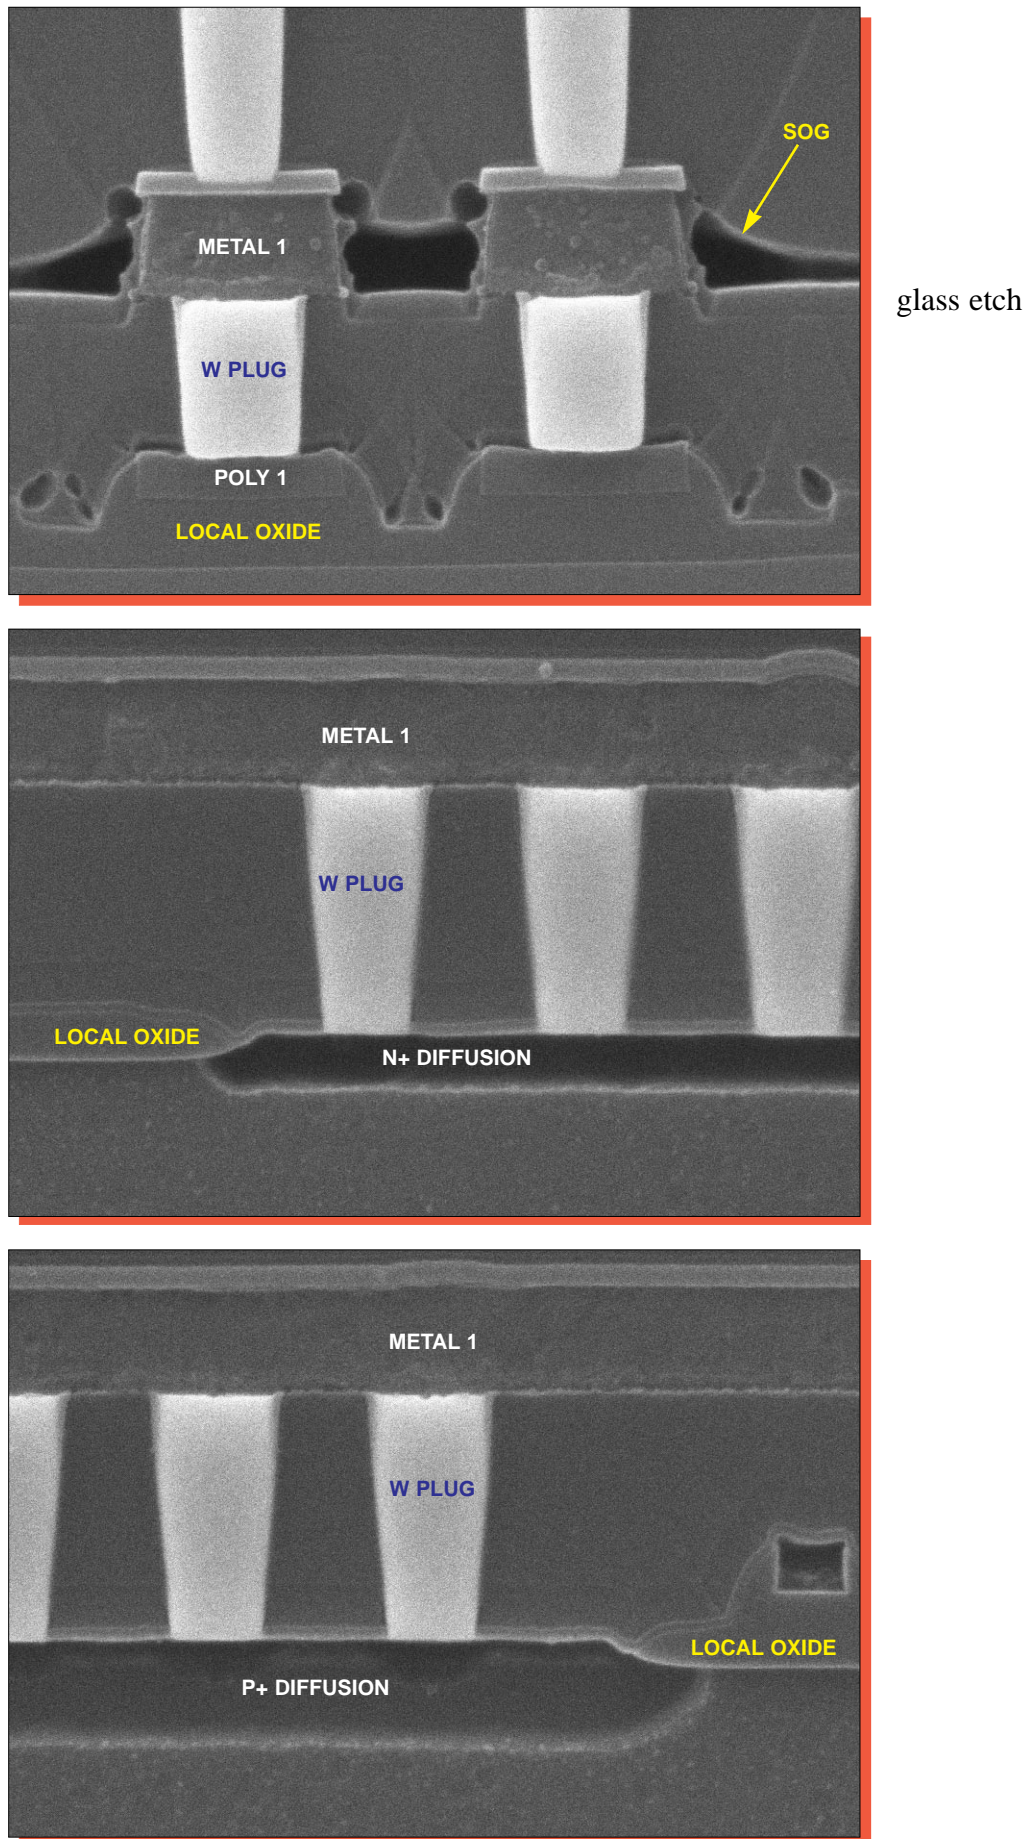 SOG
METAL 1
glass etch
W PLUG
POLY 1
LOCAL OXIDE
METAL 1
W PLUG
LOCAL OXIDE
N+ DIFFUSION
METAL 1
W PLUG
LOCAL OXIDE
P+ DIFFUSION